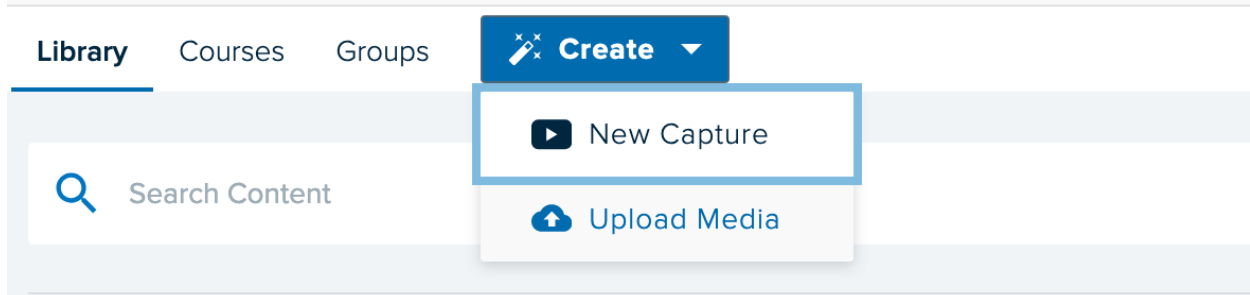 Library Courses Groups Create
New Capture
Search Content
Upload Media